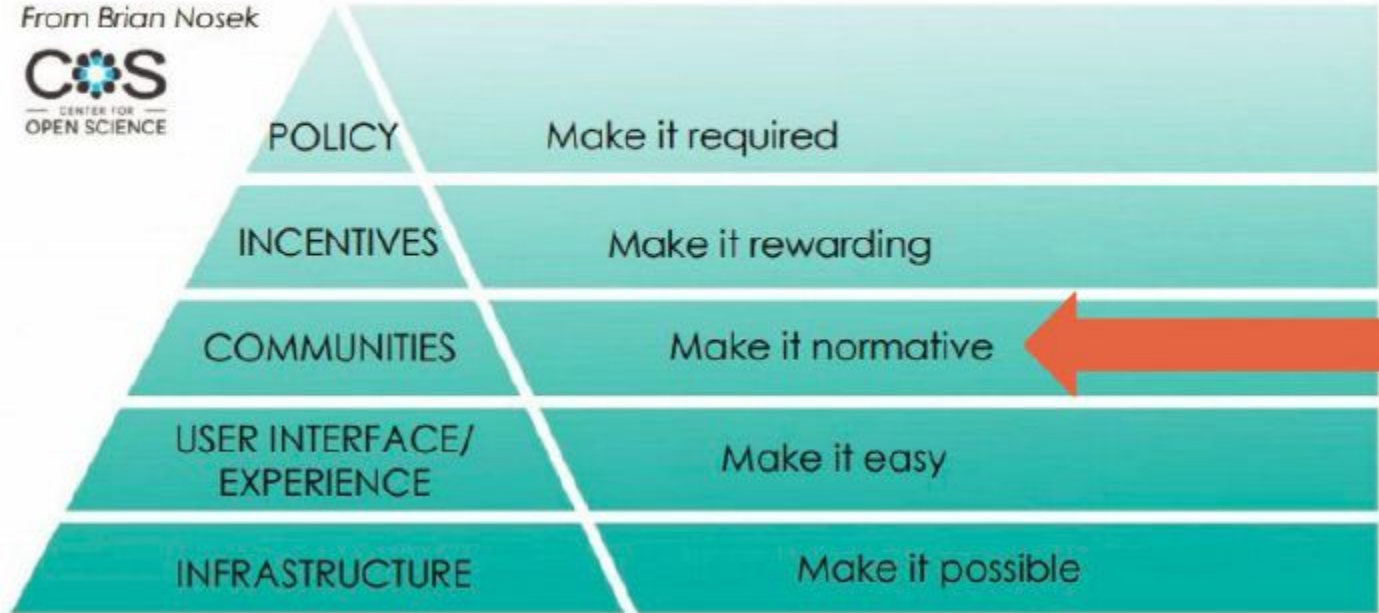 From Brian Nosek
COS
CENTER FOR
OPEN SCIENCE
POLICY Make it required
INCENTIVES Make it rewarding
COMMUNITIES Make it normative
USER INTERFACE/
EXPERIENCE
Make it easy
INFRASTRUCTURE Make it possible